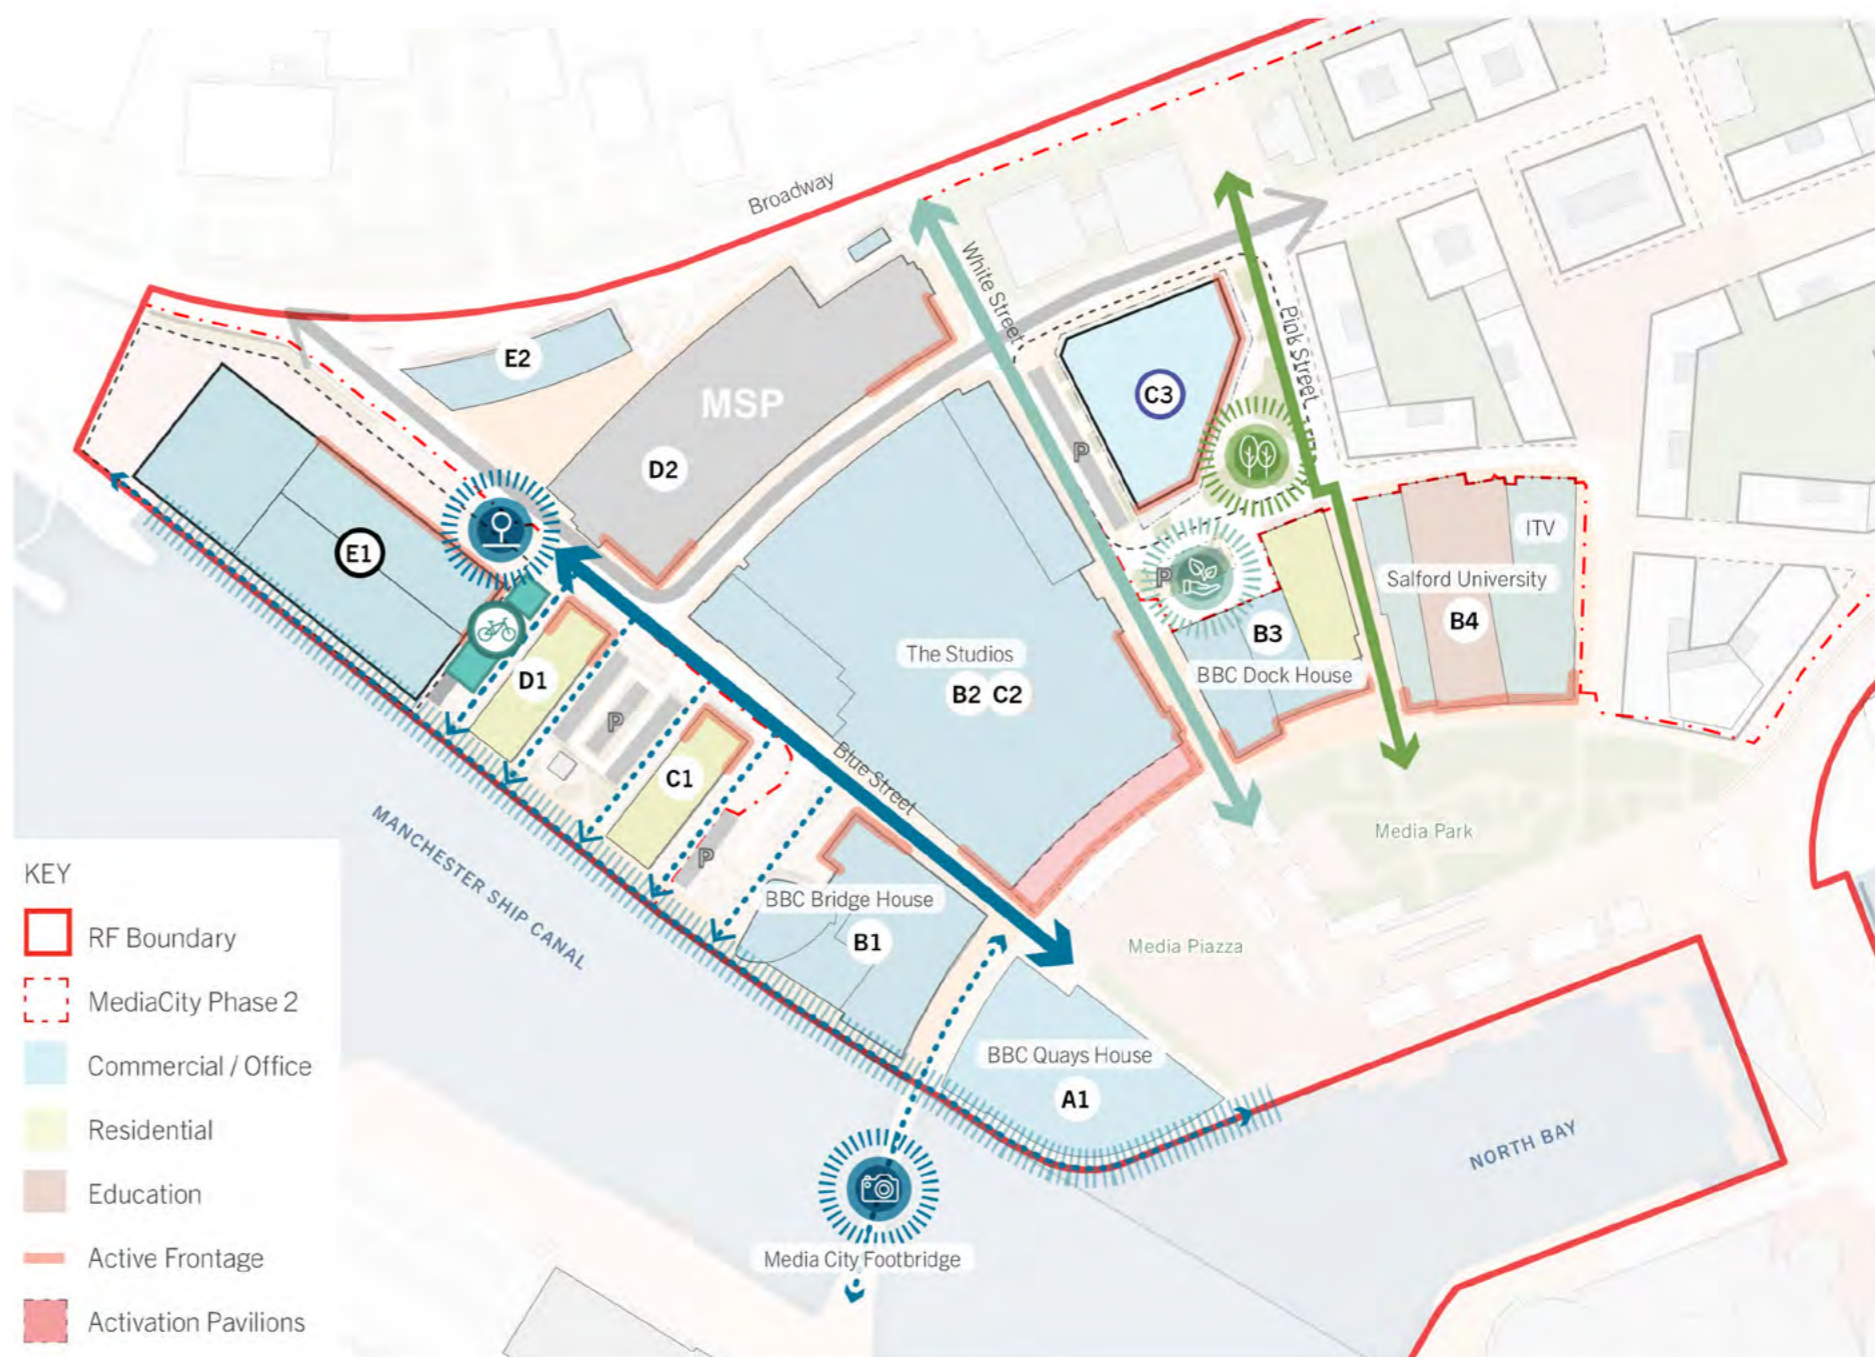 Broadway
White Street
Pink Street
E2
MSP
C3
P
D2
E1
ITV
Salford University
B4
P
B3
BBC Dock House
The Studios
B2 C2
D1
P
C1
Blue Street
P
Media Park
MANCHESTER SHIP CANAL
BBC Bridge House
B1
Media Piazza
BBC Quays House
A1
NORTH BAY
Media City Footbridge
KEY
RF Boundary
MediaCity Phase 2
Commercial / Office
Residential
Education
Active Frontage
Activation Pavilions